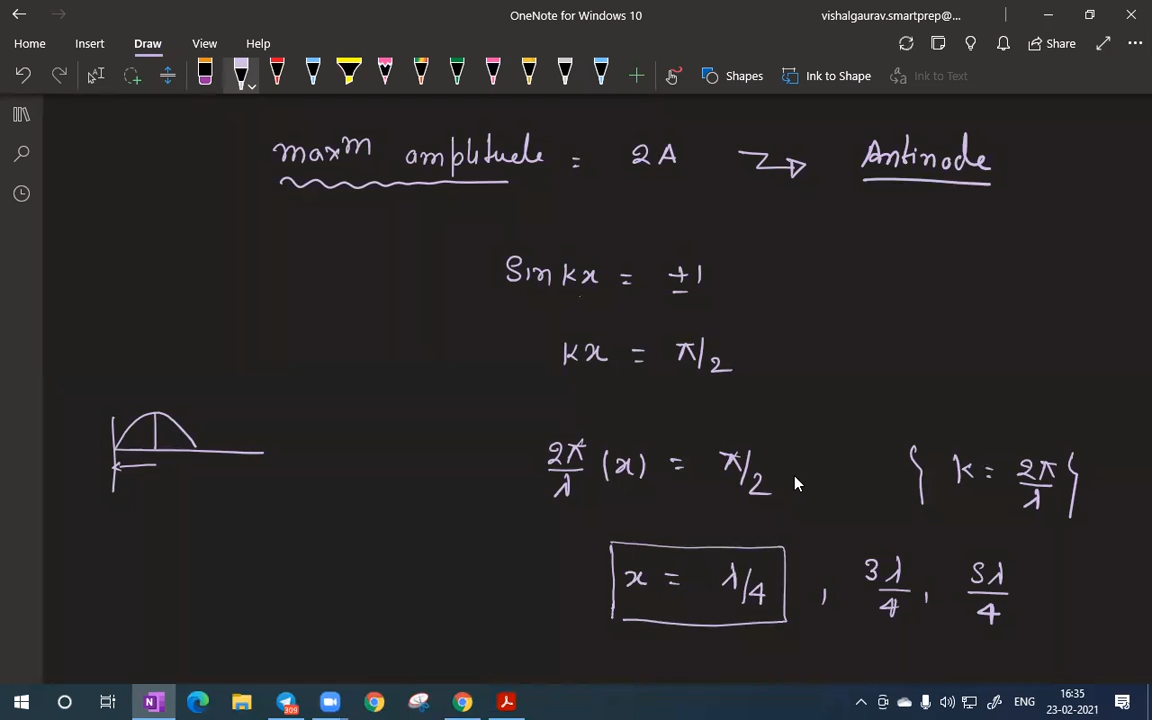 OneNote for Windows 10
vishalgaurav.smartprep@...
Home Insert Draw View Help
Share
Shapes Ink to Shape Ink to Text
maxm amplitude = 2A Antinode
Sin kx = ±1
kx = π/2
2π/λ (x) = π/2 { k = 2π/λ }
x = λ/4 , 3λ/4 , 5λ/4
309
ENG
16:35
23-02-2021